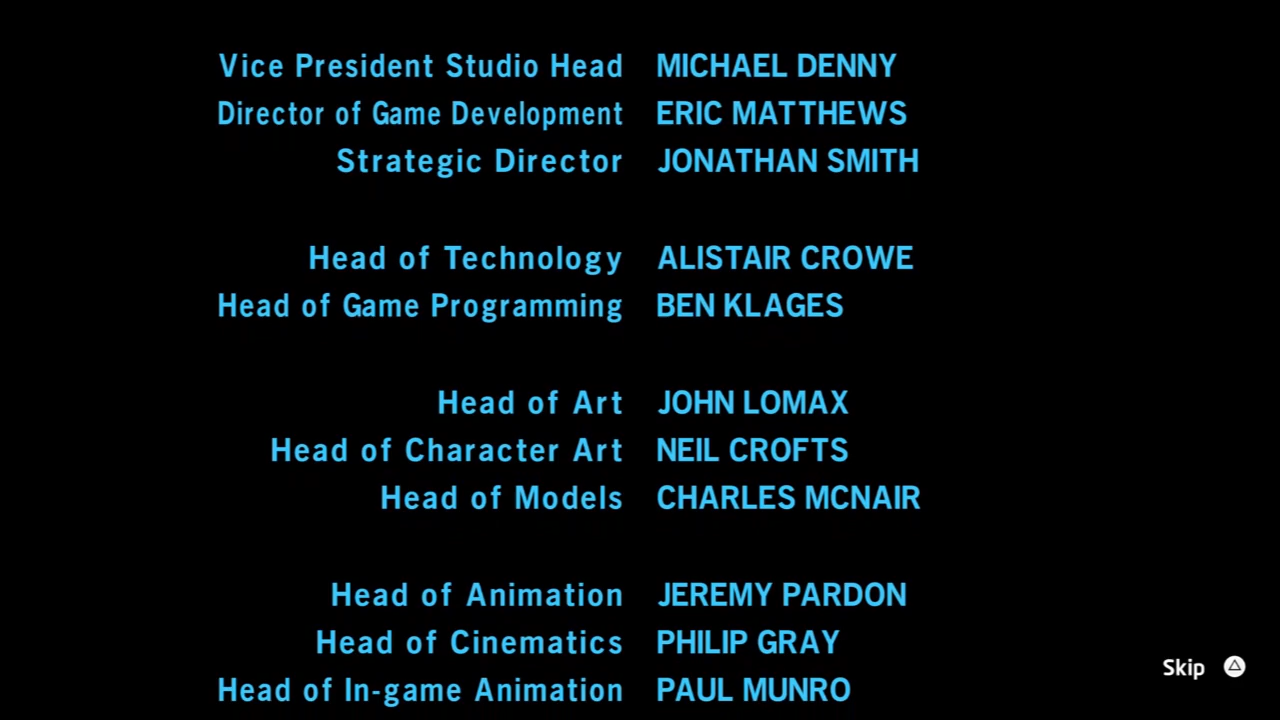 Vice President Studio Head MICHAEL DENNY
Director of Game Development ERIC MATTHEWS
Strategic Director JONATHAN SMITH
Head of Technology ALISTAIR CROWE
Head of Game Programming BEN KLAGES
Head of Art JOHN LOMAX
Head of Character Art NEIL CROFTS
Head of Models CHARLES MCNAIR
Head of Animation JEREMY PARDON
Head of Cinematics PHILIP GRAY
Head of In-game Animation PAUL MUNRO
Skip